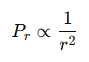 P_r ∝ 1/r^2